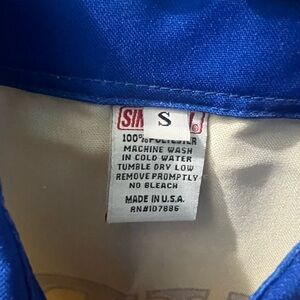 S
100% POLYESTER
MACHINE WASH
IN COLD WATER
TUMBLE DRY LOW
REMOVE PROMPTLY
NO BLEACH
MADE IN U.S.A.
RN#107886